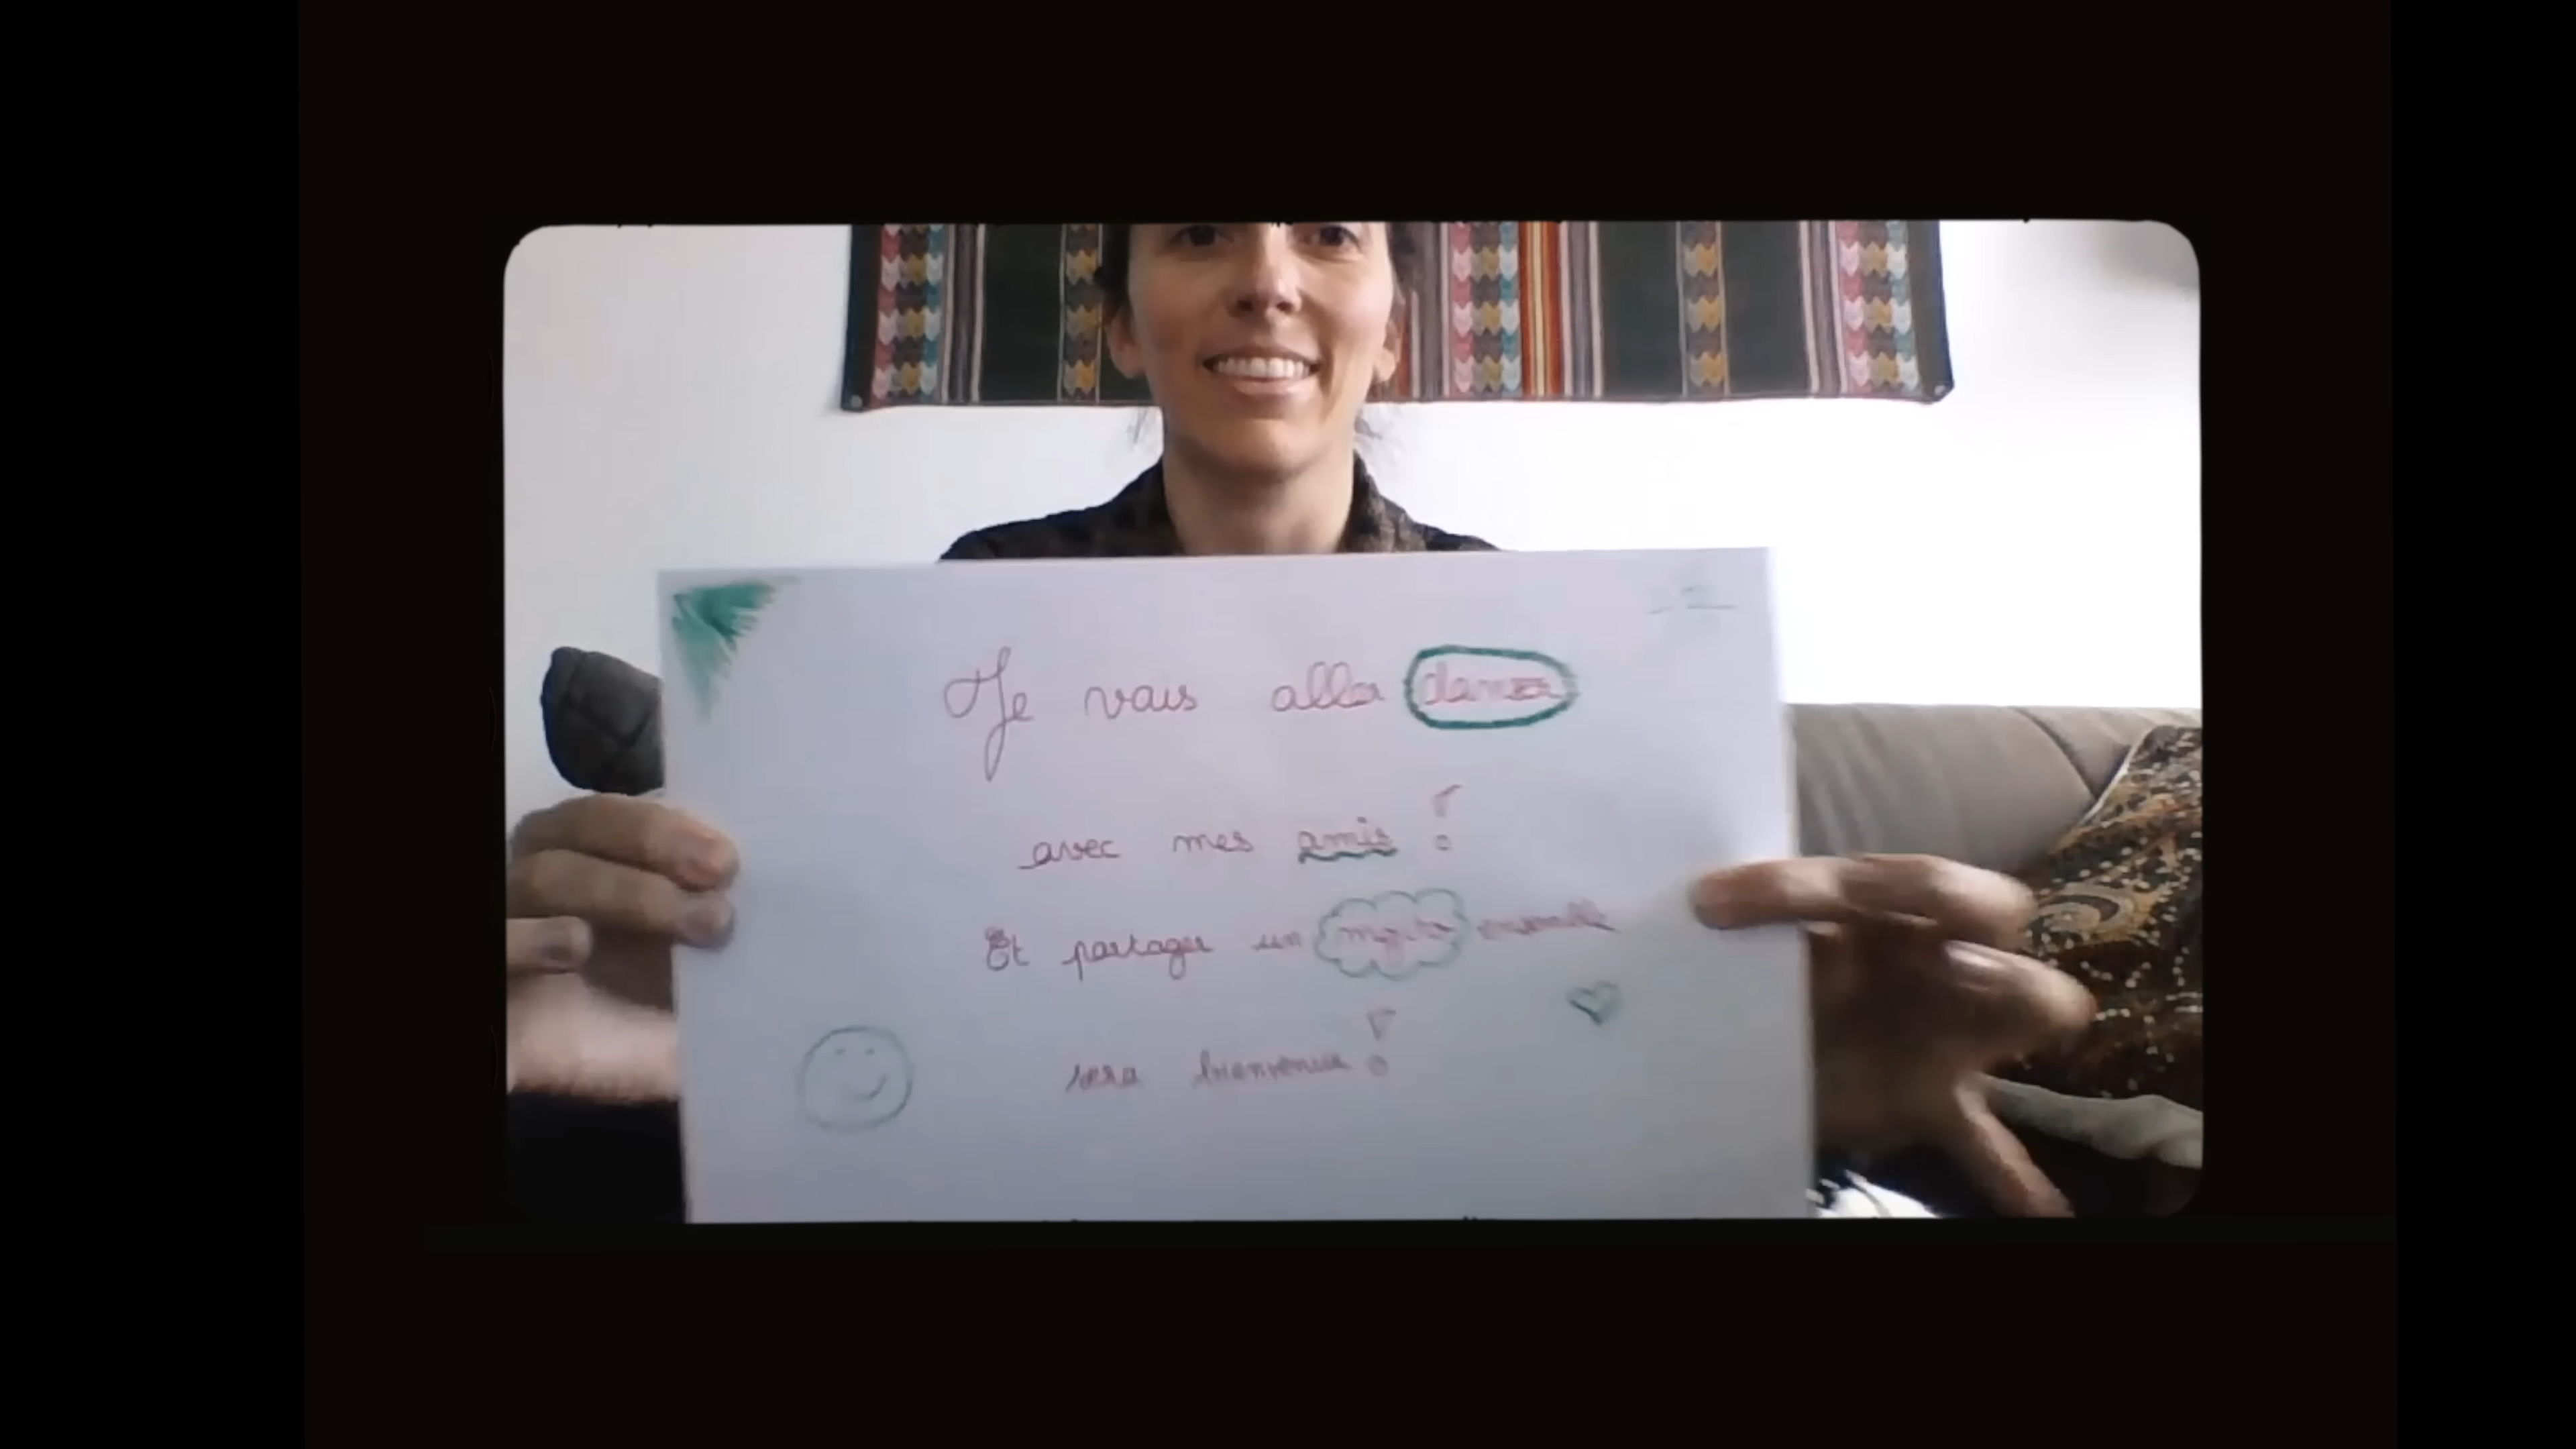 Je vais aller danser
avec mes amis !
Et partager un mojito ensemble
sera bienvenue !